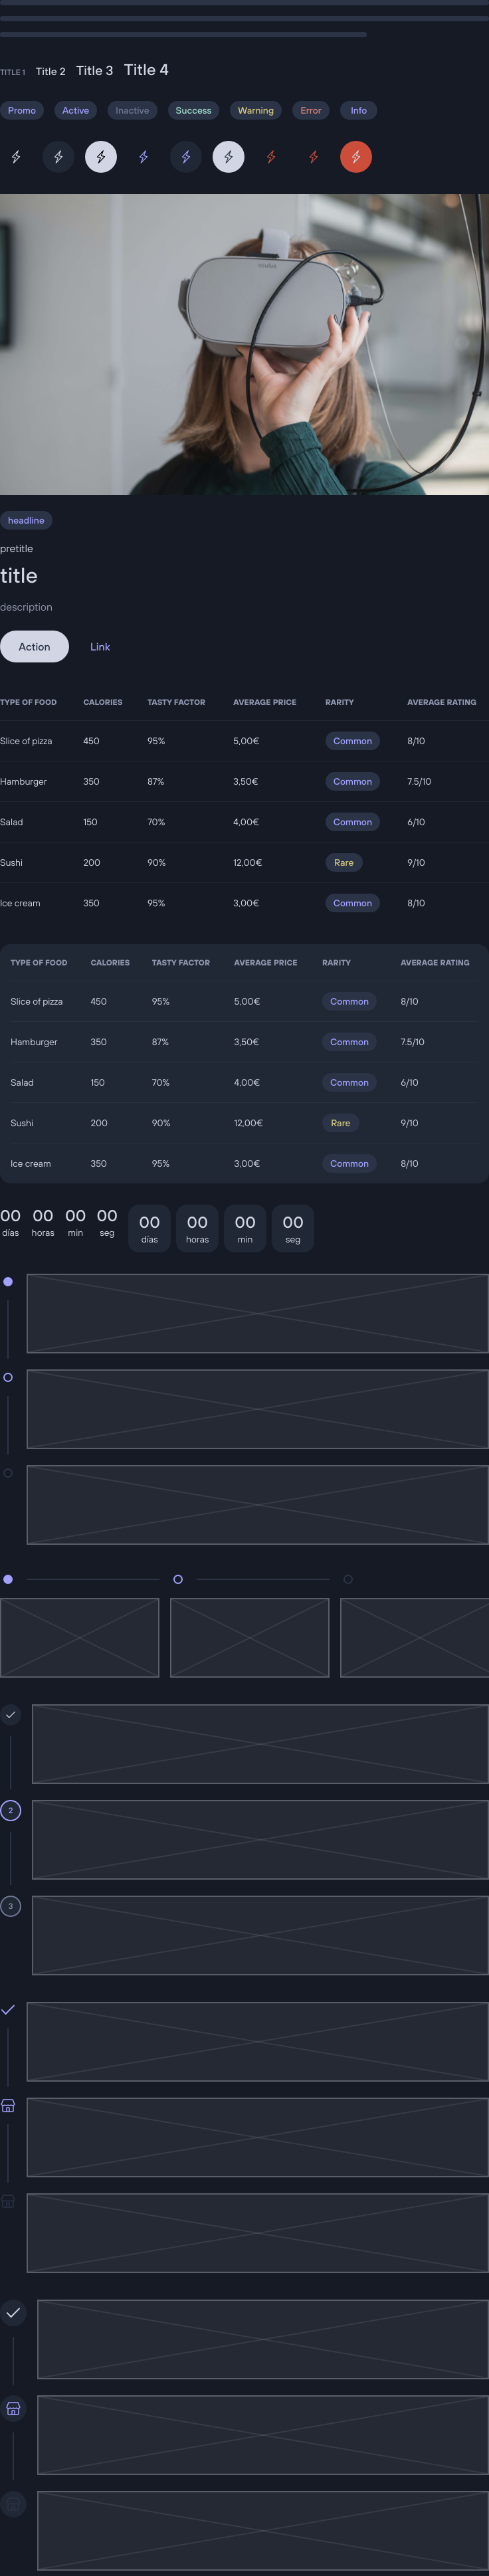 TITLE 1 Title 2 Title 3 Title 4
Promo Active Inactive Success Warning Error Info
oculus
headline
pretitle
title
description
Action Link
TYPE OF FOOD CALORIES TASTY FACTOR AVERAGE PRICE RARITY AVERAGE RATING
Slice of pizza 450 95% 5,00€ Common 8/10
Hamburger 350 87% 3,50€ Common 7.5/10
Salad 150 70% 4,00€ Common 6/10
Sushi 200 90% 12,00€ Rare 9/10
Ice cream 350 95% 3,00€ Common 8/10
TYPE OF FOOD CALORIES TASTY FACTOR AVERAGE PRICE RARITY AVERAGE RATING
Slice of pizza 450 95% 5,00€ Common 8/10
Hamburger 350 87% 3,50€ Common 7.5/10
Salad 150 70% 4,00€ Common 6/10
Sushi 200 90% 12,00€ Rare 9/10
Ice cream 350 95% 3,00€ Common 8/10
00 00 00 00 00 00 00 00
días horas min seg días horas min seg
2
3